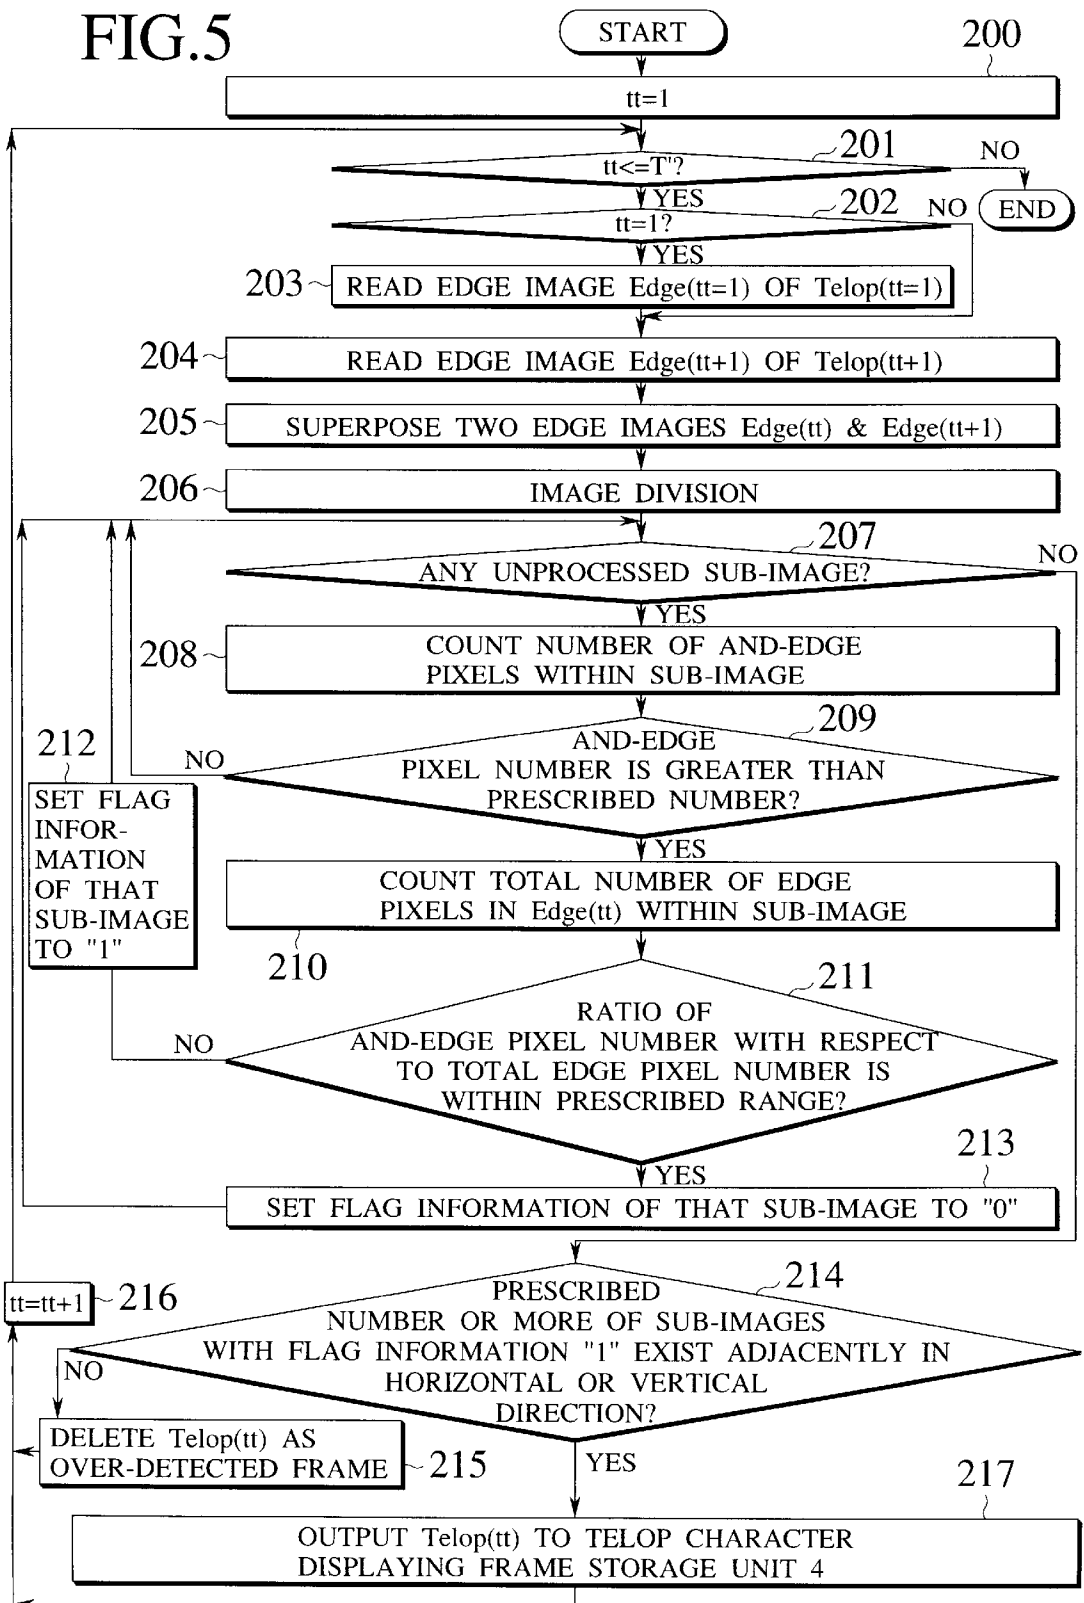 FIG.5
START
200
tt=1
201
tt<=T'?
NO
YES
END
202
tt=1?
NO
YES
203
READ EDGE IMAGE Edge(tt=1) OF Telop(tt=1)
204
READ EDGE IMAGE Edge(tt+1) OF Telop(tt+1)
205
SUPERPOSE TWO EDGE IMAGES Edge(tt) & Edge(tt+1)
206
IMAGE DIVISION
207
NO
ANY UNPROCESSED SUB-IMAGE?
YES
208
COUNT NUMBER OF AND-EDGE
PIXELS WITHIN SUB-IMAGE
209
NO
AND-EDGE
PIXEL NUMBER IS GREATER THAN
PRESCRIBED NUMBER?
YES
212
SET FLAG
INFOR-
MATION
OF THAT
SUB-IMAGE
TO "1"
COUNT TOTAL NUMBER OF EDGE
PIXELS IN Edge(tt) WITHIN SUB-IMAGE
210
211
NO
RATIO OF
AND-EDGE PIXEL NUMBER WITH RESPECT
TO TOTAL EDGE PIXEL NUMBER IS
WITHIN PRESCRIBED RANGE?
YES
213
SET FLAG INFORMATION OF THAT SUB-IMAGE TO "0"
tt=tt+1
216
214
PRESCRIBED
NUMBER OR MORE OF SUB-IMAGES
WITH FLAG INFORMATION "1" EXIST ADJACENTLY IN
HORIZONTAL OR VERTICAL
DIRECTION?
NO
DELETE Telop(tt) AS
OVER-DETECTED FRAME
215
YES
217
OUTPUT Telop(tt) TO TELOP CHARACTER
DISPLAYING FRAME STORAGE UNIT 4